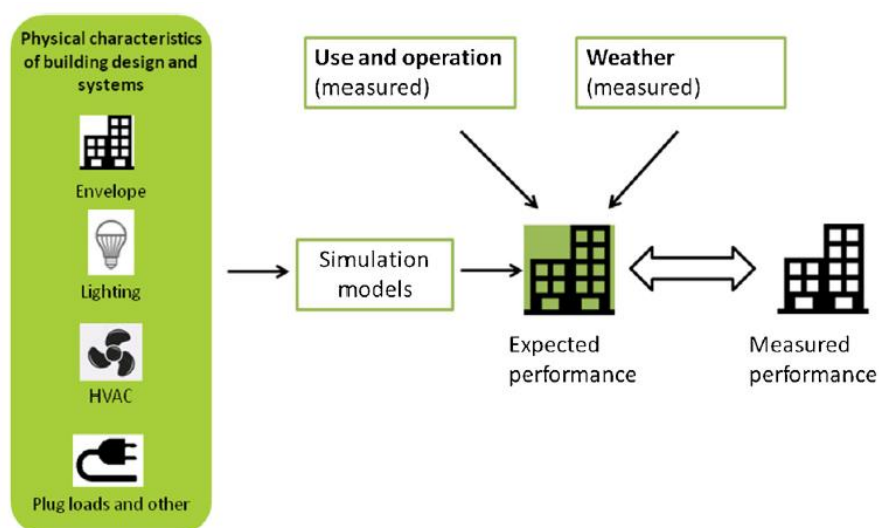 Physical characteristics
of building design and
systems
Envelope
Lighting
HVAC
Plug loads and other
Use and operation
(measured)
Weather
(measured)
Simulation
models
Expected
performance
Measured
performance